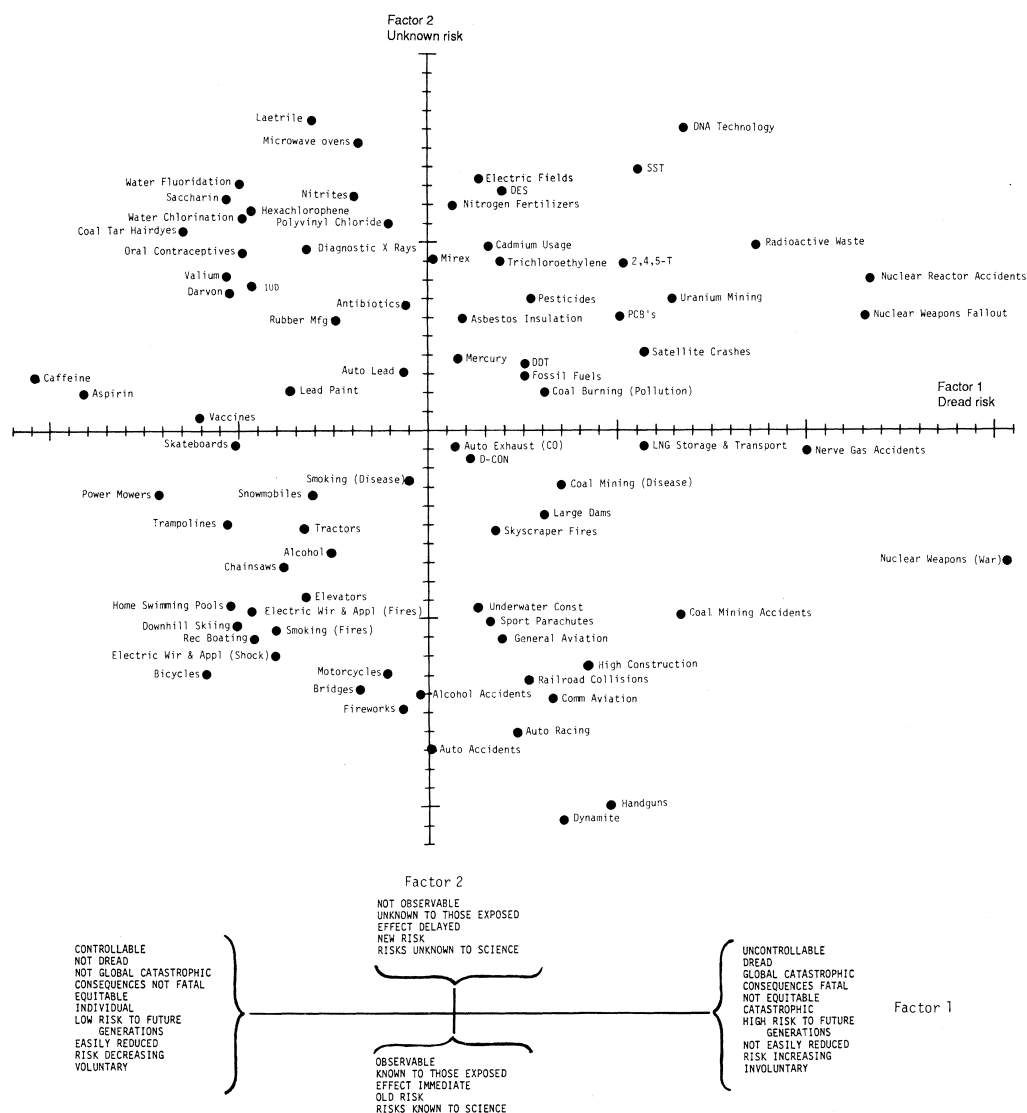 Factor 2
Unknown risk
Laetrile
DNA Technology
Microwave ovens
SST
Electric Fields
Water Fluoridation
DES
Saccharin
Nitrites
Nitrogen Fertilizers
Hexachlorophene
Water Chlorination
Polyvinyl Chloride
Coal Tar Hairdyes
Radioactive Waste
Cadmium Usage
Diagnostic X Rays
Oral Contraceptives
Mirex
Trichloroethylene
2,4,5-T
Valium
Nuclear Reactor Accidents
IUD
Darvon
Pesticides
Uranium Mining
Antibiotics
Nuclear Weapons Fallout
PCB's
Asbestos Insulation
Rubber Mfg
Satellite Crashes
Mercury
DDT
Auto Lead
Fossil Fuels
Caffeine
Factor 1
Dread risk
Lead Paint
Coal Burning (Pollution)
Aspirin
Vaccines
Skateboards
Auto Exhaust (CO)
LNG Storage & Transport
Nerve Gas Accidents
D-CON
Smoking (Disease)
Coal Mining (Disease)
Power Mowers
Snowmobiles
Large Dams
Trampolines
Tractors
Skyscraper Fires
Alcohol
Nuclear Weapons (War)
Chainsaws
Elevators
Home Swimming Pools
Underwater Const
Electric Wir & Appl (Fires)
Coal Mining Accidents
Sport Parachutes
Downhill Skiing
Smoking (Fires)
Rec Boating
General Aviation
Electric Wir & Appl (Shock)
High Construction
Bicycles
Motorcycles
Railroad Collisions
Bridges
Alcohol Accidents
Comm Aviation
Fireworks
Auto Racing
Auto Accidents
Handguns
Dynamite
Factor 2
NOT OBSERVABLE
UNKNOWN TO THOSE EXPOSED
EFFECT DELAYED
NEW RISK
RISKS UNKNOWN TO SCIENCE
CONTROLLABLE
NOT DREAD
NOT GLOBAL CATASTROPHIC
CONSEQUENCES NOT FATAL
EQUITABLE
INDIVIDUAL
LOW RISK TO FUTURE
GENERATIONS
EASILY REDUCED
RISK DECREASING
VOLUNTARY
UNCONTROLLABLE
DREAD
GLOBAL CATASTROPHIC
CONSEQUENCES FATAL
NOT EQUITABLE
CATASTROPHIC
HIGH RISK TO FUTURE
GENERATIONS
NOT EASILY REDUCED
RISK INCREASING
INVOLUNTARY
Factor 1
OBSERVABLE
KNOWN TO THOSE EXPOSED
EFFECT IMMEDIATE
OLD RISK
RISKS KNOWN TO SCIENCE